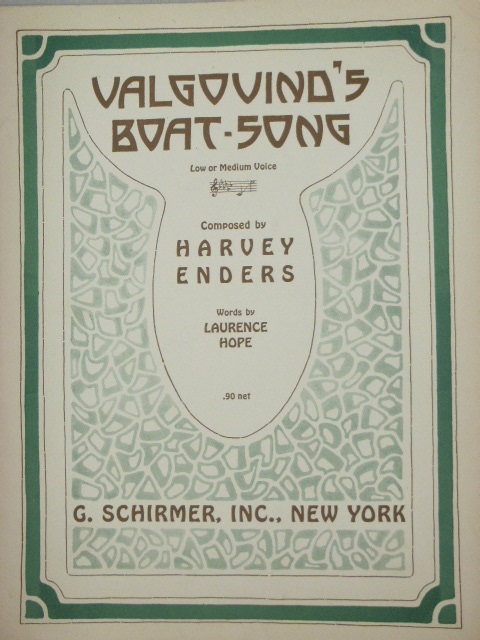 VALGOVIND'S
BOAT-SONG
Low or Medium Voice
Composed by
HARVEY
ENDERS
Words by
LAURENCE
HOPE
.90 net
G. SCHIRMER, INC., NEW YORK